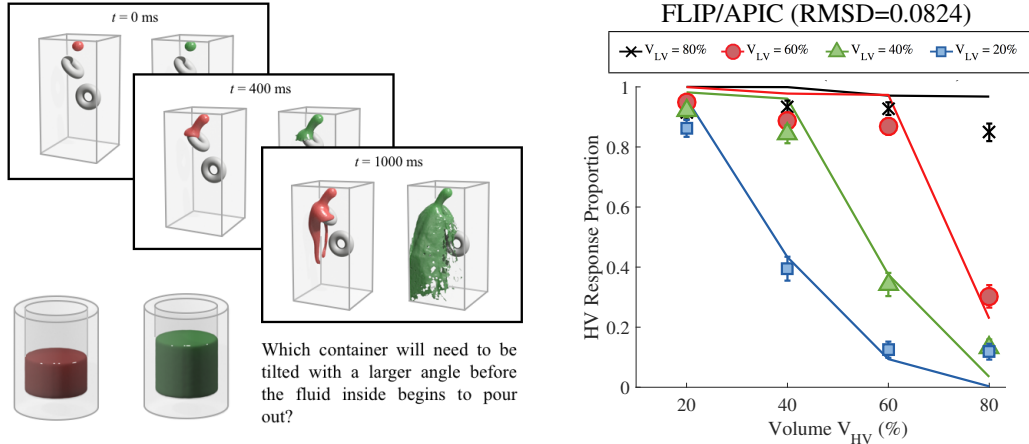 t = 0 ms
t = 400 ms
t = 1000 ms
Which container will need to be
tilted with a larger angle before
the fluid inside begins to pour
out?
FLIP/APIC (RMSD=0.0824)
V_LV = 80% V_LV = 60% V_LV = 40% V_LV = 20%
HV Response Proportion
1
0.8
0.6
0.4
0.2
0
20 40 60 80
Volume V_HV (%)